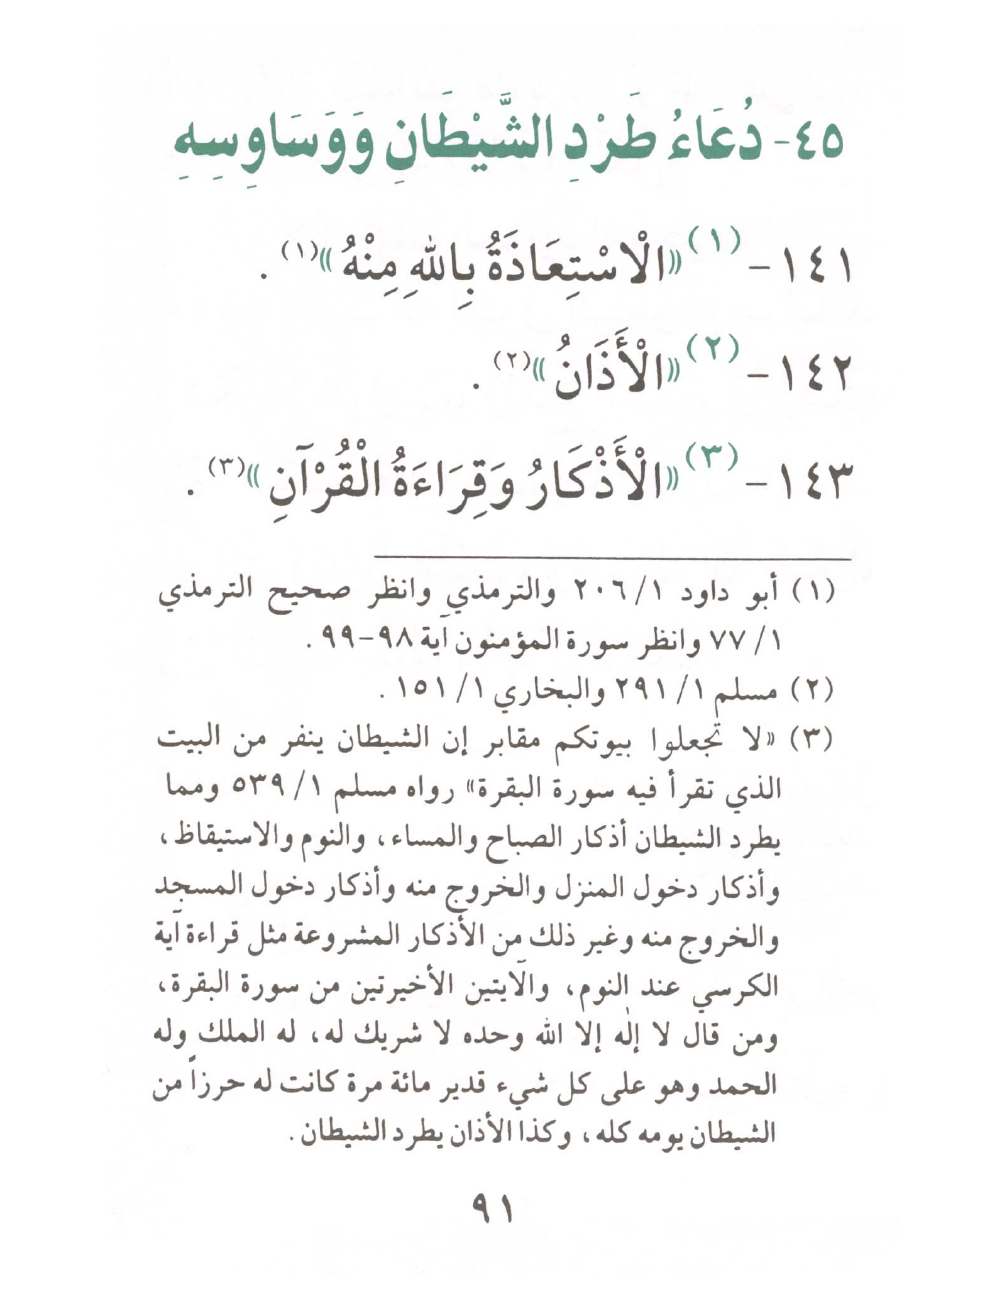 ٤٥- دُعَاءُ طَرْدِ الشَّيْطَانِ وَوَسَاوِسِهِ
١٤١ - (١) «الْاسْتِعَاذَةُ بِاللهِ مِنْهُ»(١) .
١٤٢ - (٢) «الْأَذَانُ»(٢) .
١٤٣ - (٣) «الْأَذْكَارُ وَقِرَاءَةُ الْقُرْآنِ»(٣) .
(١) أبو داود ١/ ٢٠٦ والترمذي وانظر صحيح الترمذي
١/ ٧٧ وانظر سورة المؤمنون آية ٩٨-٩٩ .
(٢) مسلم ١/ ٢٩١ والبخاري ١/ ١٥١ .
(٣) «لا تجعلوا بيوتكم مقابر إن الشيطان ينفر من البيت
الذي تقرأ فيه سورة البقرة» رواه مسلم ١/ ٥٣٩ ومما
يطرد الشيطان أذكار الصباح والمساء، والنوم والاستيقاظ،
وأذكار دخول المنزل والخروج منه وأذكار دخول المسجد
والخروج منه وغير ذلك من الأذكار المشروعة مثل قراءة آية
الكرسي عند النوم، والآيتين الأخيرتين من سورة البقرة،
ومن قال لا إلٰه إلا الله وحده لا شريك له، له الملك وله
الحمد وهو على كل شيء قدير مائة مرة كانت له حرزاً من
الشيطان يومه كله، وكذا الأذان يطرد الشيطان .
٩١